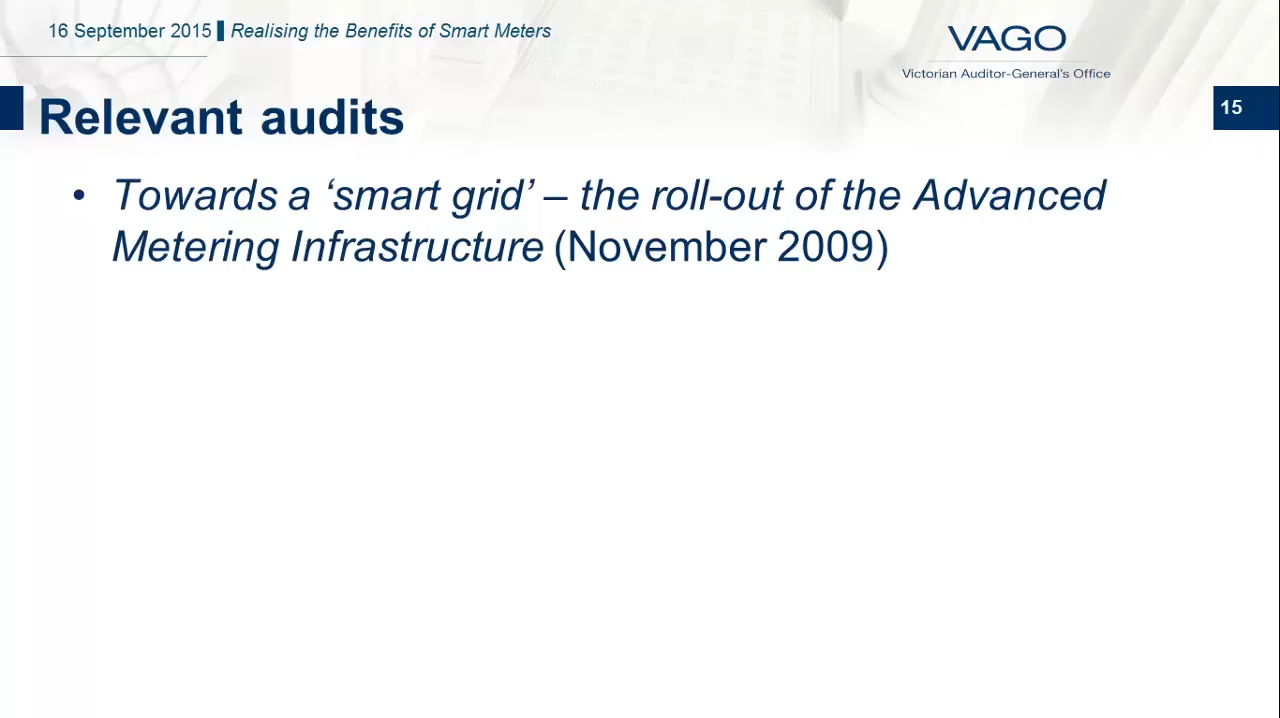 16 September 2015 Realising the Benefits of Smart Meters
VAGO
Victorian Auditor-General's Office
Relevant audits
15
• Towards a ‘smart grid’ – the roll-out of the Advanced
Metering Infrastructure (November 2009)